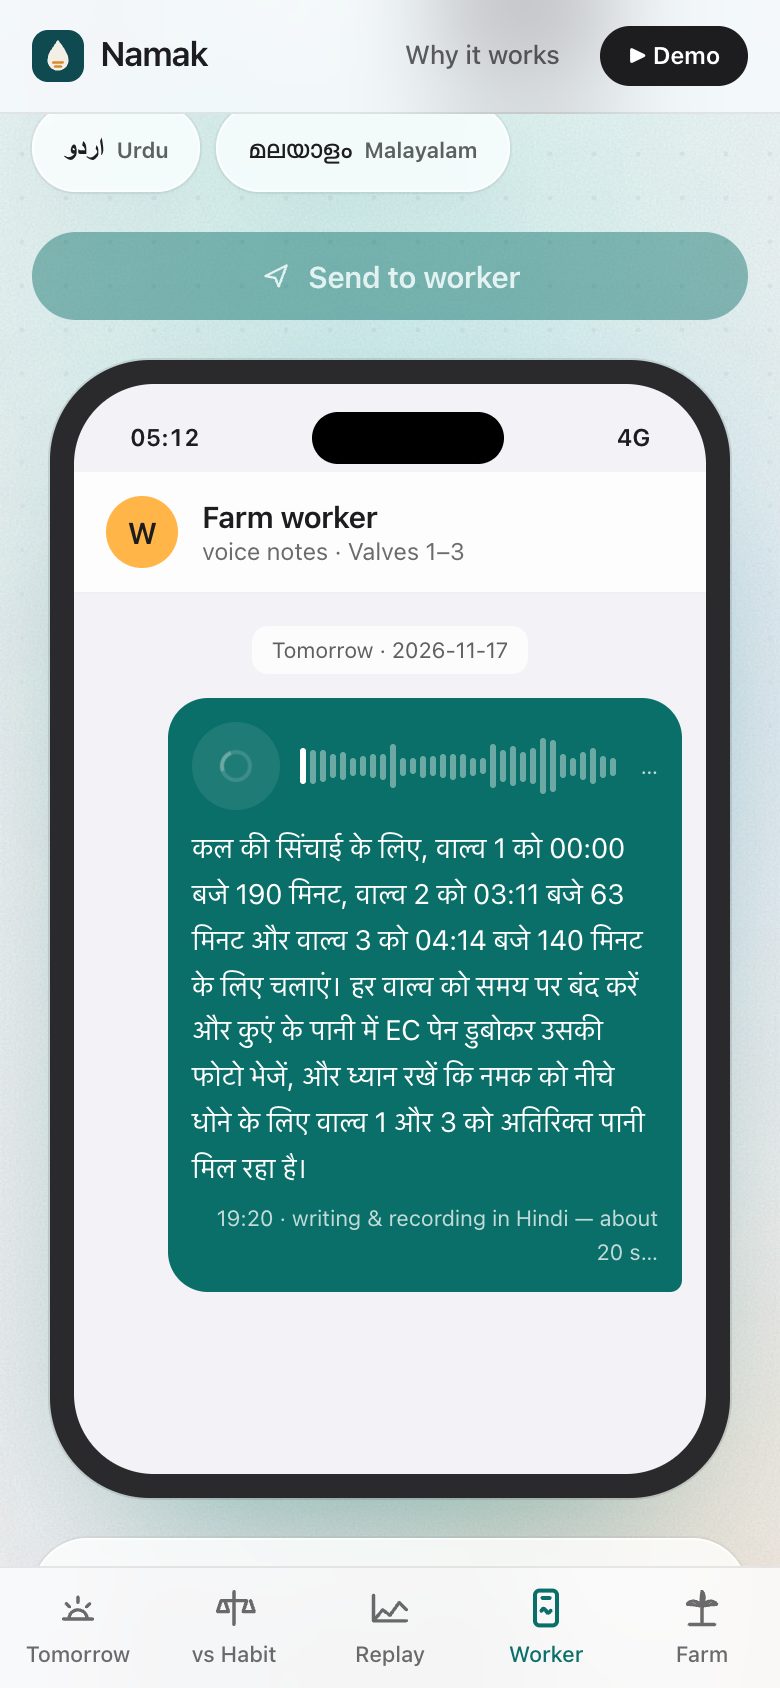 Namak
Why it works
Demo
اردو Urdu
മലയാളം Malayalam
Send to worker
05:12
4G
W
Farm worker
voice notes · Valves 1–3
Tomorrow · 2026-11-17
...
कल की सिंचाई के लिए, वाल्व 1 को 00:00
बजे 190 मिनट, वाल्व 2 को 03:11 बजे 63
मिनट और वाल्व 3 को 04:14 बजे 140 मिनट
के लिए चलाएं। हर वाल्व को समय पर बंद करें
और कुएं के पानी में EC पेन डुबोकर उसकी
फोटो भेजें, और ध्यान रखें कि नमक को नीचे
धोने के लिए वाल्व 1 और 3 को अतिरिक्त पानी
मिल रहा है।
19:20 · writing & recording in Hindi — about
20 s...
Tomorrow
vs Habit
Replay
Worker
Farm